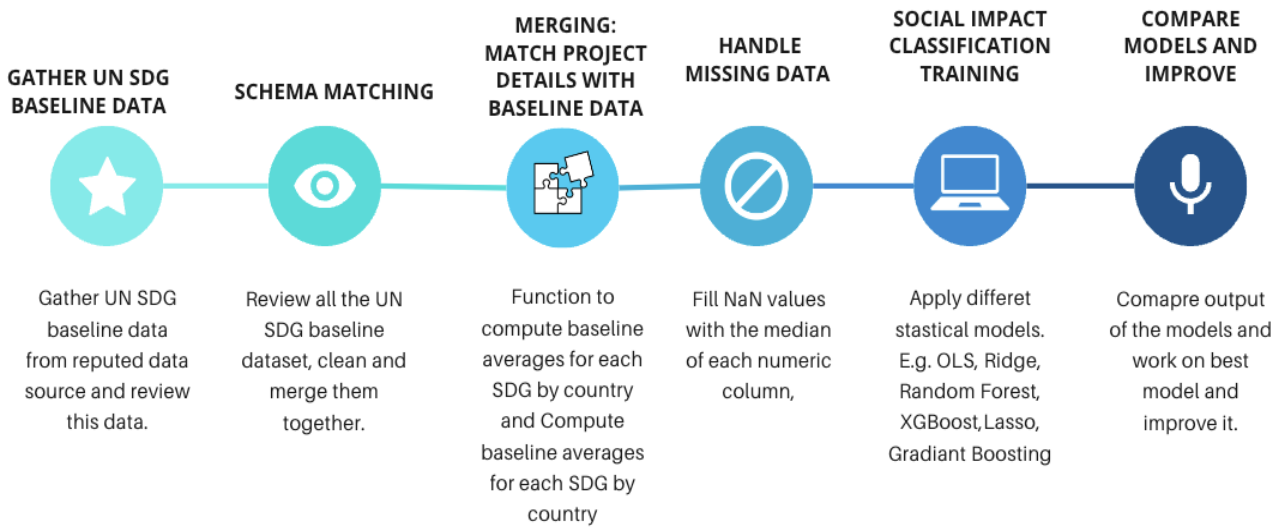 GATHER UN SDG
BASELINE DATA
Gather UN SDG
baseline data
from reputed data
source and review
this data.
SCHEMA MATCHING
Review all the UN
SDG baseline
dataset, clean and
merge them
together.
MERGING:
MATCH PROJECT
DETAILS WITH
BASELINE DATA
Function to
compute baseline
averages for each
SDG by country
and Compute
baseline averages
for each SDG by
country
HANDLE
MISSING DATA
Fill NaN values
with the median
of each numeric
column,
SOCIAL IMPACT
CLASSIFICATION
TRAINING
Apply differet
stastical models.
E.g. OLS, Ridge,
Random Forest,
XGBoost,Lasso,
Gradiant Boosting
COMPARE
MODELS AND
IMPROVE
Comapre output
of the models and
work on best
model and
improve it.